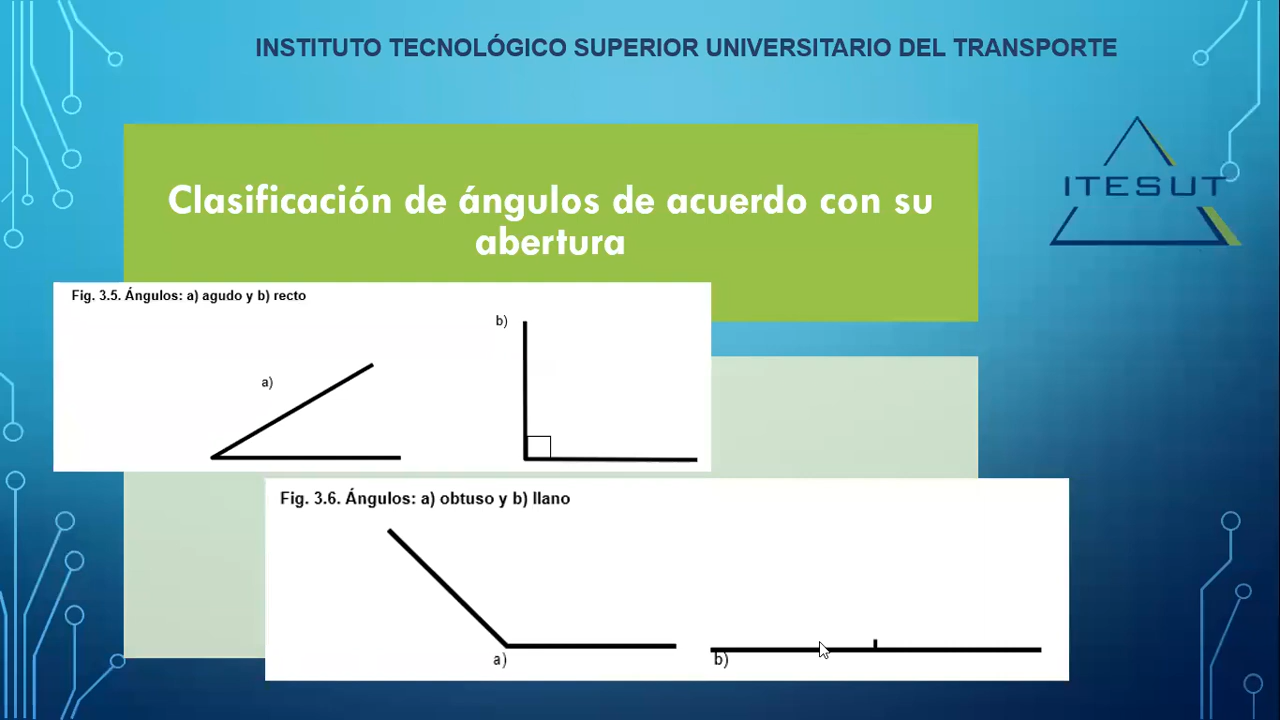 INSTITUTO TECNOLÓGICO SUPERIOR UNIVERSITARIO DEL TRANSPORTE
ITESUT
Clasificación de ángulos de acuerdo con su
abertura
Fig. 3.5. Ángulos: a) agudo y b) recto
b)
a)
Fig. 3.6. Ángulos: a) obtuso y b) llano
a)
b)